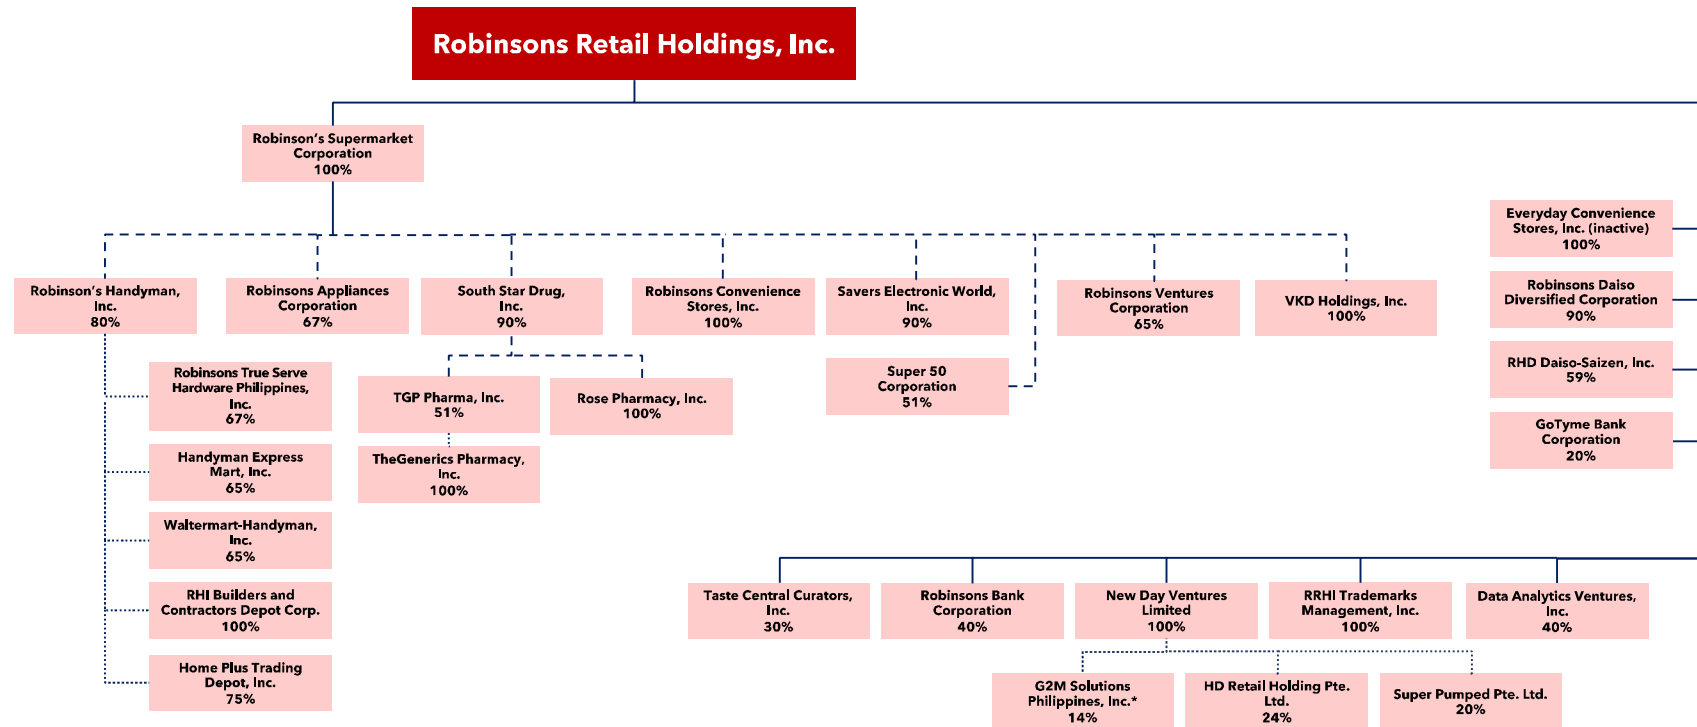 Robinsons Retail Holdings, Inc.
Robinson's Supermarket
Corporation
100%
Robinson's Handyman,
Inc.
80%
Robinsons Appliances
Corporation
67%
South Star Drug,
Inc.
90%
Robinsons Convenience
Stores, Inc.
100%
Savers Electronic World,
Inc.
90%
Robinsons Ventures
Corporation
65%
VKD Holdings, Inc.
100%
Robinsons True Serve
Hardware Philippines,
Inc.
67%
Handyman Express
Mart, Inc.
65%
Waltermart-Handyman,
Inc.
65%
RHI Builders and
Contractors Depot Corp.
100%
Home Plus Trading
Depot, Inc.
75%
TGP Pharma, Inc.
51%
Rose Pharmacy, Inc.
100%
TheGenerics Pharmacy,
Inc.
100%
Super 50
Corporation
51%
Everyday Convenience
Stores, Inc. (inactive)
100%
Robinsons Daiso
Diversified Corporation
90%
RHD Daiso-Saizen, Inc.
59%
GoTyme Bank
Corporation
20%
Taste Central Curators,
Inc.
30%
Robinsons Bank
Corporation
40%
New Day Ventures
Limited
100%
RRHI Trademarks
Management, Inc.
100%
Data Analytics Ventures,
Inc.
40%
G2M Solutions
Philippines, Inc.*
14%
HD Retail Holding Pte.
Ltd.
24%
Super Pumped Pte. Ltd.
20%